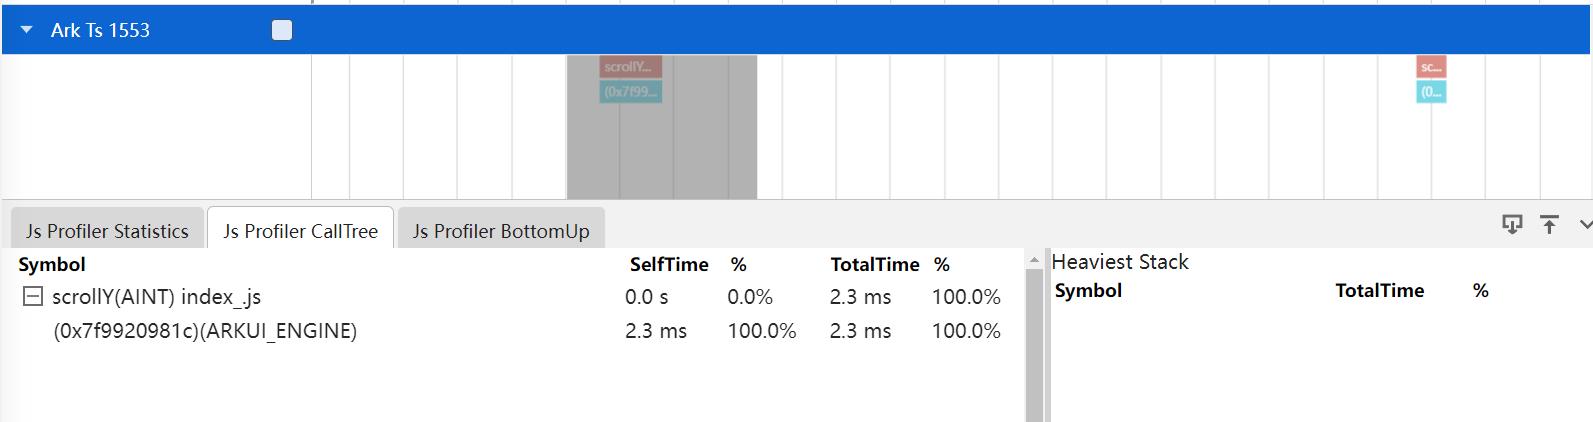 Ark Ts 1553
scrollY... sc...
(0x7f99... (0...
Js Profiler Statistics Js Profiler CallTree Js Profiler BottomUp
Symbol SelfTime % TotalTime % Heaviest Stack
scrollY(AINT) index_.js 0.0 s 0.0% 2.3 ms 100.0% Symbol TotalTime %
(0x7f9920981c)(ARKUI_ENGINE) 2.3 ms 100.0% 2.3 ms 100.0%